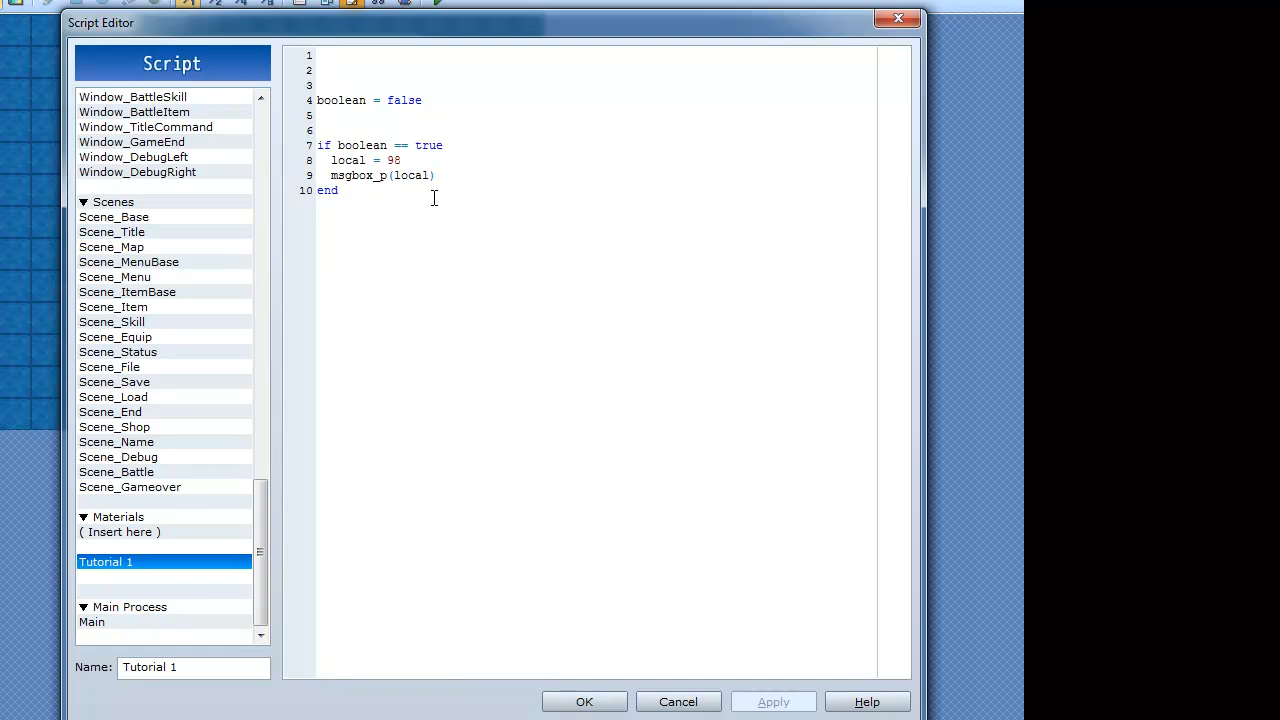 Script Editor
Script
Window_BattleSkill
Window_BattleItem
Window_TitleCommand
Window_GameEnd
Window_DebugLeft
Window_DebugRight
▼ Scenes
Scene_Base
Scene_Title
Scene_Map
Scene_MenuBase
Scene_Menu
Scene_ItemBase
Scene_Item
Scene_Skill
Scene_Equip
Scene_Status
Scene_File
Scene_Save
Scene_Load
Scene_End
Scene_Shop
Scene_Name
Scene_Debug
Scene_Battle
Scene_Gameover
▼ Materials
( Insert here )
Tutorial 1
▼ Main Process
Main
Name: Tutorial 1
1
2
3
4 boolean = false
5
6
7 if boolean == true
8 local = 98
9 msgbox_p(local)
10 end
OK Cancel Apply Help